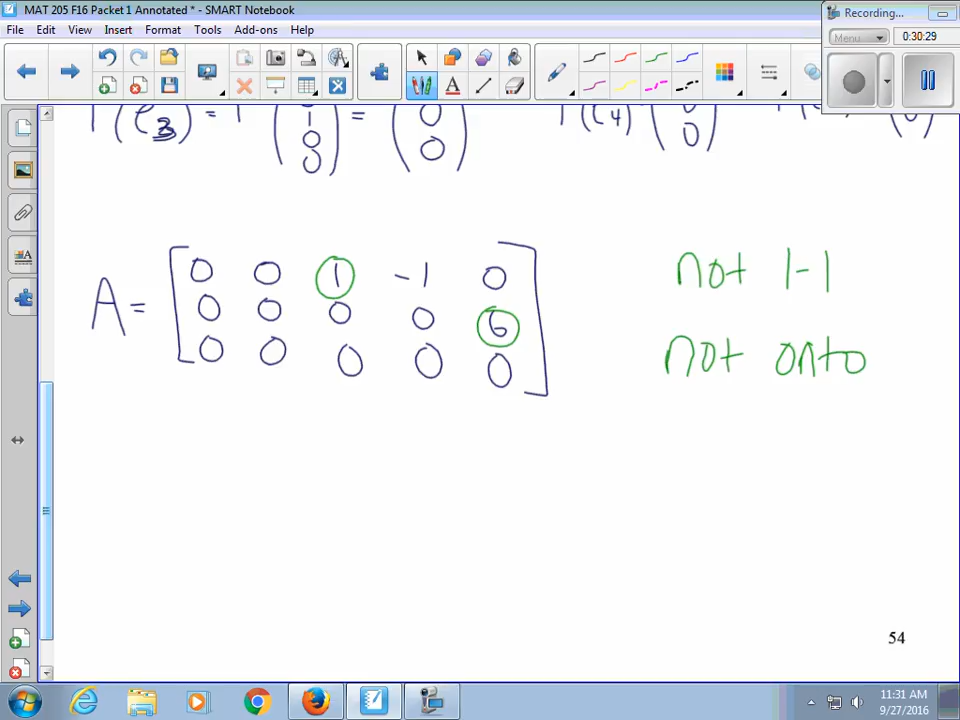 MAT 205 F16 Packet 1 Annotated * - SMART Notebook
Recording...
File Edit View Insert Format Tools Add-ons Help
Menu
0:30:29
A = [ 0 0 1 -1 0
0 0 0 0 6
0 0 0 0 0 ]
not 1-1
not onto
54
11:31 AM
9/27/2016